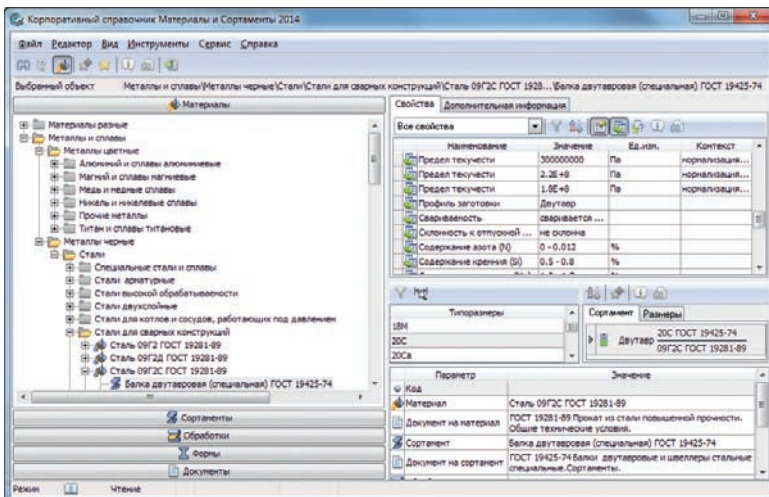 Корпоративный справочник Материалы и Сортаменты 2014
Файл Редактор Вид Инструменты Сервис Справка
Выбранный объект Металлы и сплавы\Металлы черные\Стали\Стали для сварных конструкций\Сталь 09Г2С ГОСТ 1928...\Балка двутавровая (специальная) ГОСТ 19425-74
Материалы
Материалы разные
Металлы и сплавы
Металлы цветные
Алюминий и сплавы алюминиевые
Магний и сплавы магниевые
Медь и медные сплавы
Никель и никелевые сплавы
Прочие металлы
Титан и сплавы титановые
Металлы черные
Стали
Специальные стали и сплавы
Стали арматурные
Стали высокой обрабатываемости
Стали двухслойные
Стали для котлов и сосудов, работающих под давлением
Стали для сварных конструкций
Сталь 09Г2 ГОСТ 19281-89
Сталь 09Г2Д ГОСТ 19281-89
Сталь 09Г2С ГОСТ 19281-89
Балка двутавровая (специальная) ГОСТ 19425-74
Сортаменты
Обработки
Формы
Документы
Свойства Дополнительная информация
Все свойства
Наименование Значение Ед.изм. Контекст
Предел текучести 300000000 Па нормализация...
Предел текучести 2.2E+8 Па нормализация...
Предел текучести 1.8E+8 Па нормализация...
Профиль заготовки Двутавр
Свариваемость сваривается ...
Склонность к отпускной ... не склонна
Содержание азота (N) 0 - 0.012 %
Содержание кремния (Si) 0.5 - 0.8 %
Типоразмеры
18М
20С
20Са
Сортамент Размеры
Двутавр 20С ГОСТ 19425-74
09Г2С ГОСТ 19281-89
Параметр Значение
Код
Материал Сталь 09Г2С ГОСТ 19281-89
Документ на материал ГОСТ 19281-89 Прокат из стали повышенной прочности. Общие технические условия.
Сортамент Балка двутавровая (специальная) ГОСТ 19425-74
Документ на сортамент ГОСТ 19425-74 Балки двутавровые и швеллеры стальные специальные.Сортаменты.
Режим Чтение